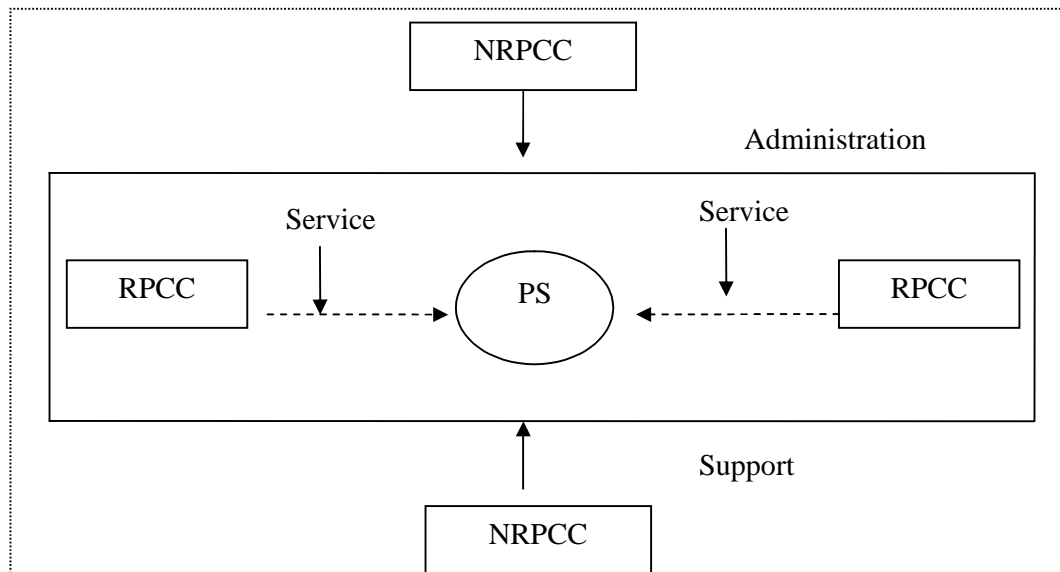 NRPCC
Administration
Service
Service
RPCC
PS
RPCC
Support
NRPCC